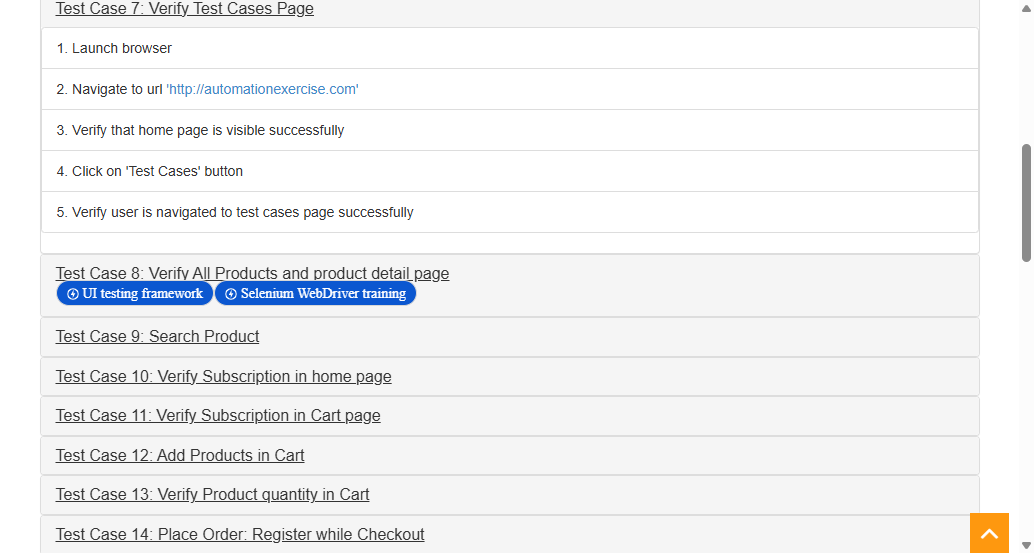 Test Case 7: Verify Test Cases Page
1. Launch browser
2. Navigate to url 'http://automationexercise.com'
3. Verify that home page is visible successfully
4. Click on 'Test Cases' button
5. Verify user is navigated to test cases page successfully
Test Case 8: Verify All Products and product detail page
UI testing framework Selenium WebDriver training
Test Case 9: Search Product
Test Case 10: Verify Subscription in home page
Test Case 11: Verify Subscription in Cart page
Test Case 12: Add Products in Cart
Test Case 13: Verify Product quantity in Cart
Test Case 14: Place Order: Register while Checkout